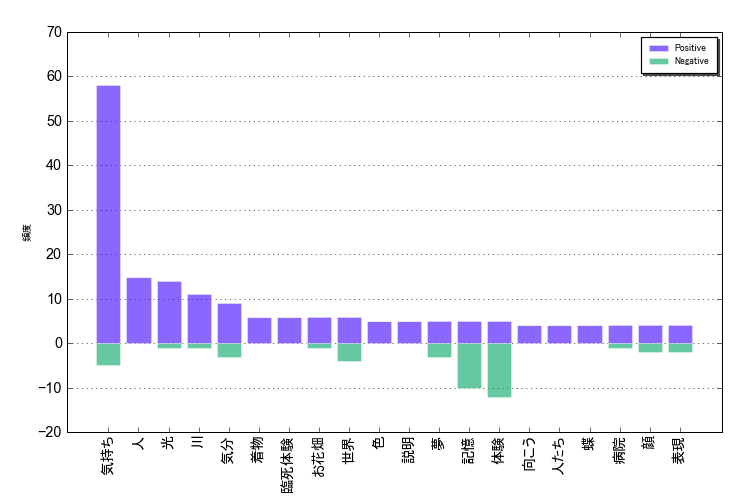 70
60
50
40
30
20
10
0
−10
−20
頻度
Positive
Negative
気持ち
人
光
川
気分
着物
臨死体験
お花畑
世界
色
説明
夢
記憶
体験
向こう
人たち
蝶
病院
顔
表現